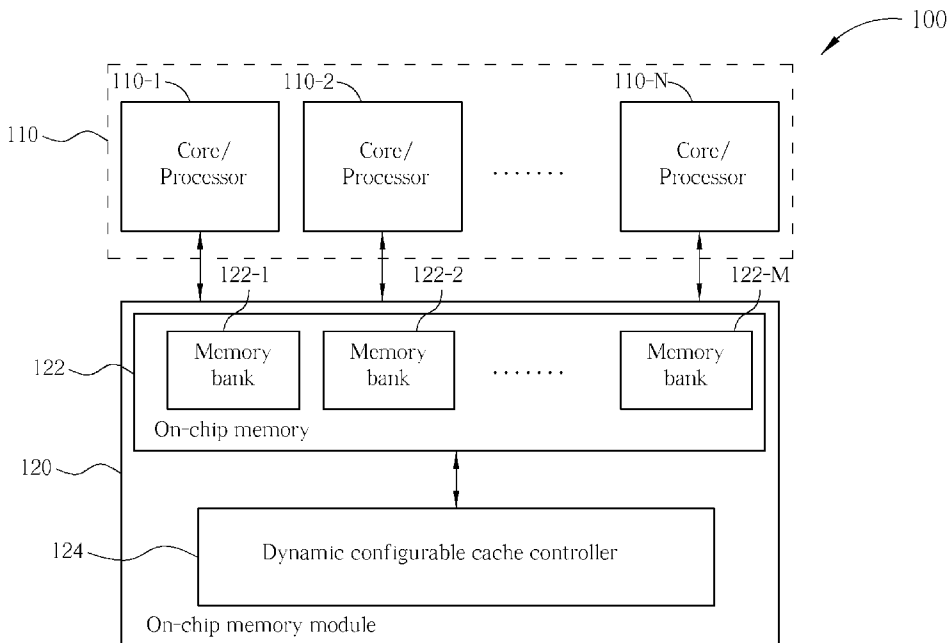 100
110-1
110-2
110-N
110
Core/
Processor
Core/
Processor
.......
Core/
Processor
122-1
122-2
122-M
122
Memory
bank
Memory
bank
.......
Memory
bank
On-chip memory
120
124
Dynamic configurable cache controller
On-chip memory module